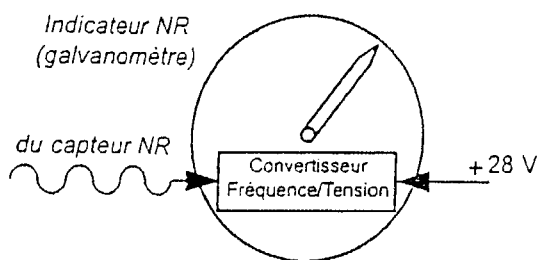 Indicateur NR
(galvanomètre)
du capteur NR
Convertisseur
Fréquence/Tension
+28 V